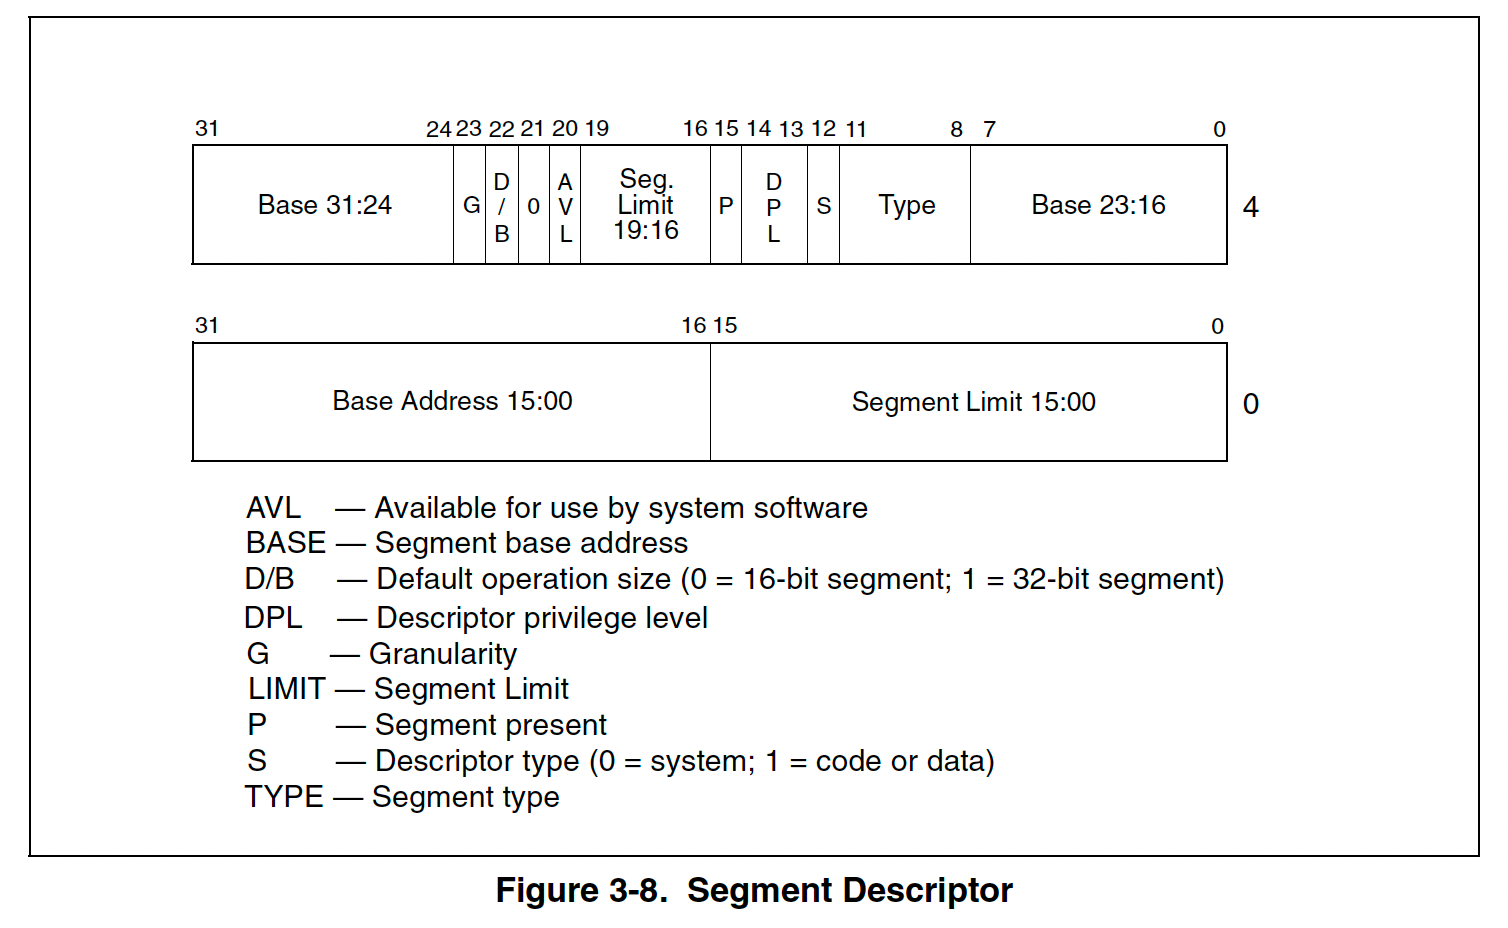 31 24 23 22 21 20 19 16 15 14 13 12 11 8 7 0
Base 31:24 G D/B 0 AVL Seg. Limit 19:16 P DPL S Type Base 23:16 4
31 16 15 0
Base Address 15:00 Segment Limit 15:00 0
AVL — Available for use by system software
BASE — Segment base address
D/B — Default operation size (0 = 16-bit segment; 1 = 32-bit segment)
DPL — Descriptor privilege level
G — Granularity
LIMIT — Segment Limit
P — Segment present
S — Descriptor type (0 = system; 1 = code or data)
TYPE — Segment type
Figure 3-8. Segment Descriptor